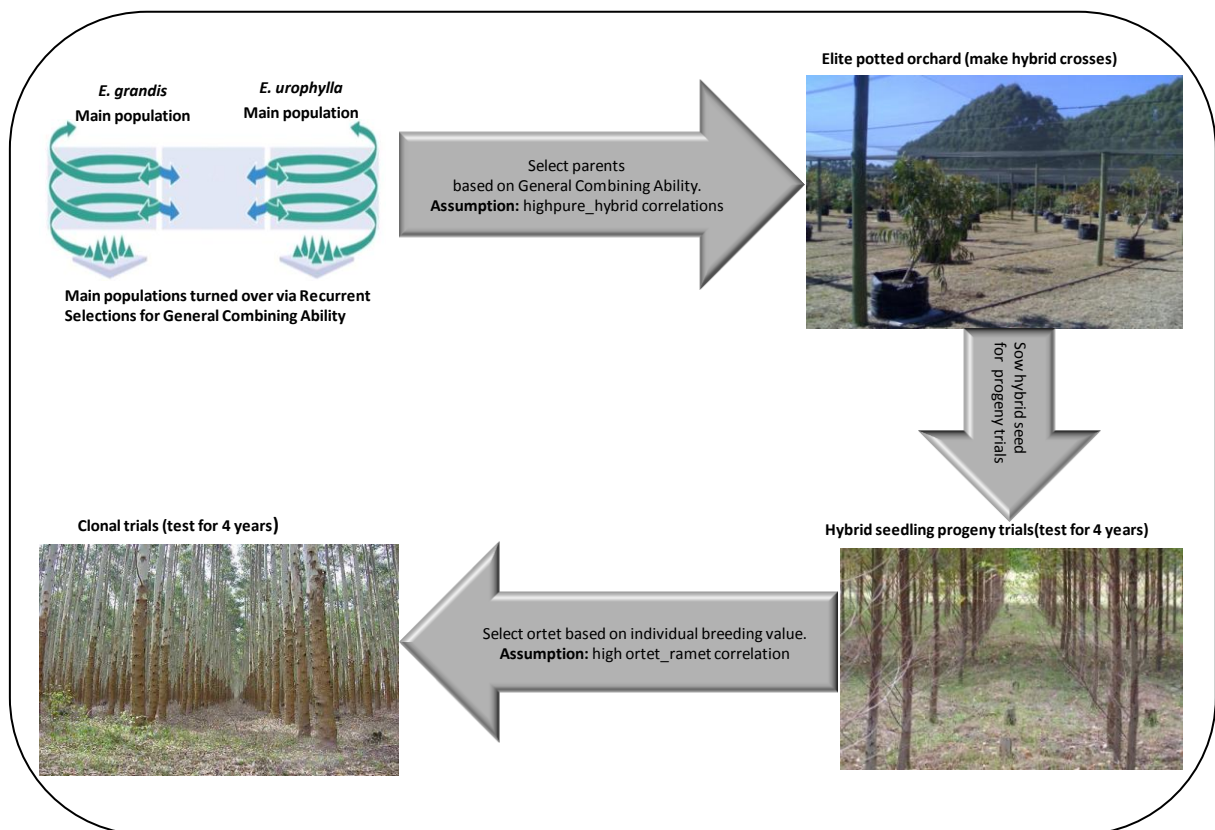 E. grandis
Main population
E. urophylla
Main population
Main populations turned over via Recurrent
Selections for General Combining Ability
Select parents
based on General Combining Ability.
Assumption: highpure_hybrid correlations
Elite potted orchard (make hybrid crosses)
Sow hybrid seed
for progeny trials
Hybrid seedling progeny trials(test for 4 years)
Select ortet based on individual breeding value.
Assumption: high ortet_ramet correlation
Clonal trials (test for 4 years)